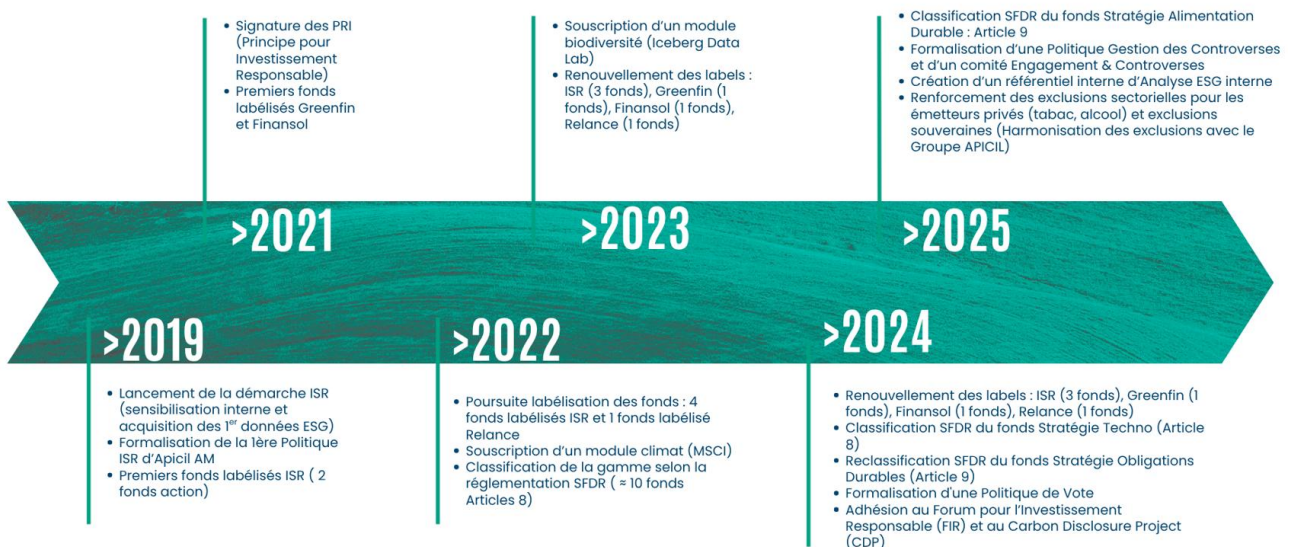 • Signature des PRI
(Principe pour
Investissement
Responsable)
• Premiers fonds
labélisés Greenfin
et Finansol
• Souscription d'un module
biodiversité (Iceberg Data
Lab)
• Renouvellement des labels :
ISR (3 fonds), Greenfin (1
fonds), Finansol (1 fonds),
Relance (1 fonds)
• Classification SFDR du fonds Stratégie Alimentation
Durable : Article 9
• Formalisation d'une Politique Gestion des Controverses
et d'un comité Engagement & Controverses
• Création d'un référentiel interne d'Analyse ESG interne
• Renforcement des exclusions sectorielles pour les
émetteurs privés (tabac, alcool) et exclusions
souveraines (Harmonisation des exclusions avec le
Groupe APICIL)
>2021
>2023
>2025
>2019
>2022
>2024
• Lancement de la démarche ISR
(sensibilisation interne et
acquisition des 1er données ESG)
• Formalisation de la 1ère Politique
ISR d'Apicil AM
• Premiers fonds labélisés ISR ( 2
fonds action)
• Poursuite labélisation des fonds : 4
fonds labélisés ISR et 1 fonds labélisé
Relance
• Souscription d'un module climat (MSCI)
• Classification de la gamme selon la
réglementation SFDR ( ≈ 10 fonds
Articles 8)
• Renouvellement des labels : ISR (3 fonds), Greenfin (1
fonds), Finansol (1 fonds), Relance (1 fonds)
• Classification SFDR du fonds Stratégie Techno (Article
8)
• Reclassification SFDR du fonds Stratégie Obligations
Durables (Article 9)
• Formalisation d'une Politique de Vote
• Adhésion au Forum pour l'Investissement
Responsable (FIR) et au Carbon Disclosure Project
(CDP)